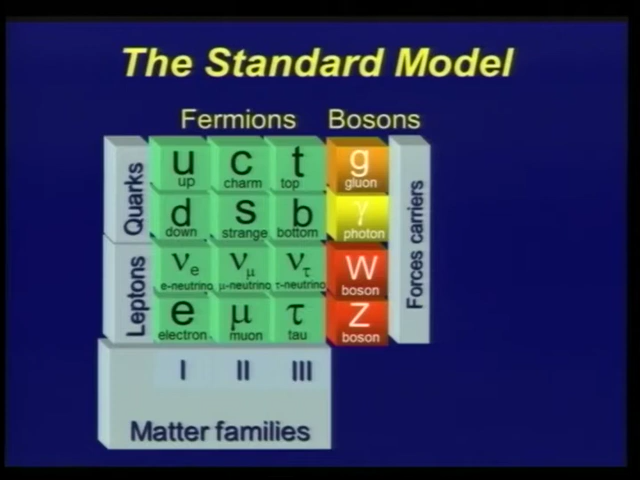 The Standard Model
Fermions Bosons
Quarks
u c t g
up charm top gluon
d s b γ
down strange bottom photon
Leptons
νe νμ ντ W
e-neutrino μ-neutrino τ-neutrino boson
e μ τ Z
electron muon tau boson
Forces carriers
I II III
Matter families